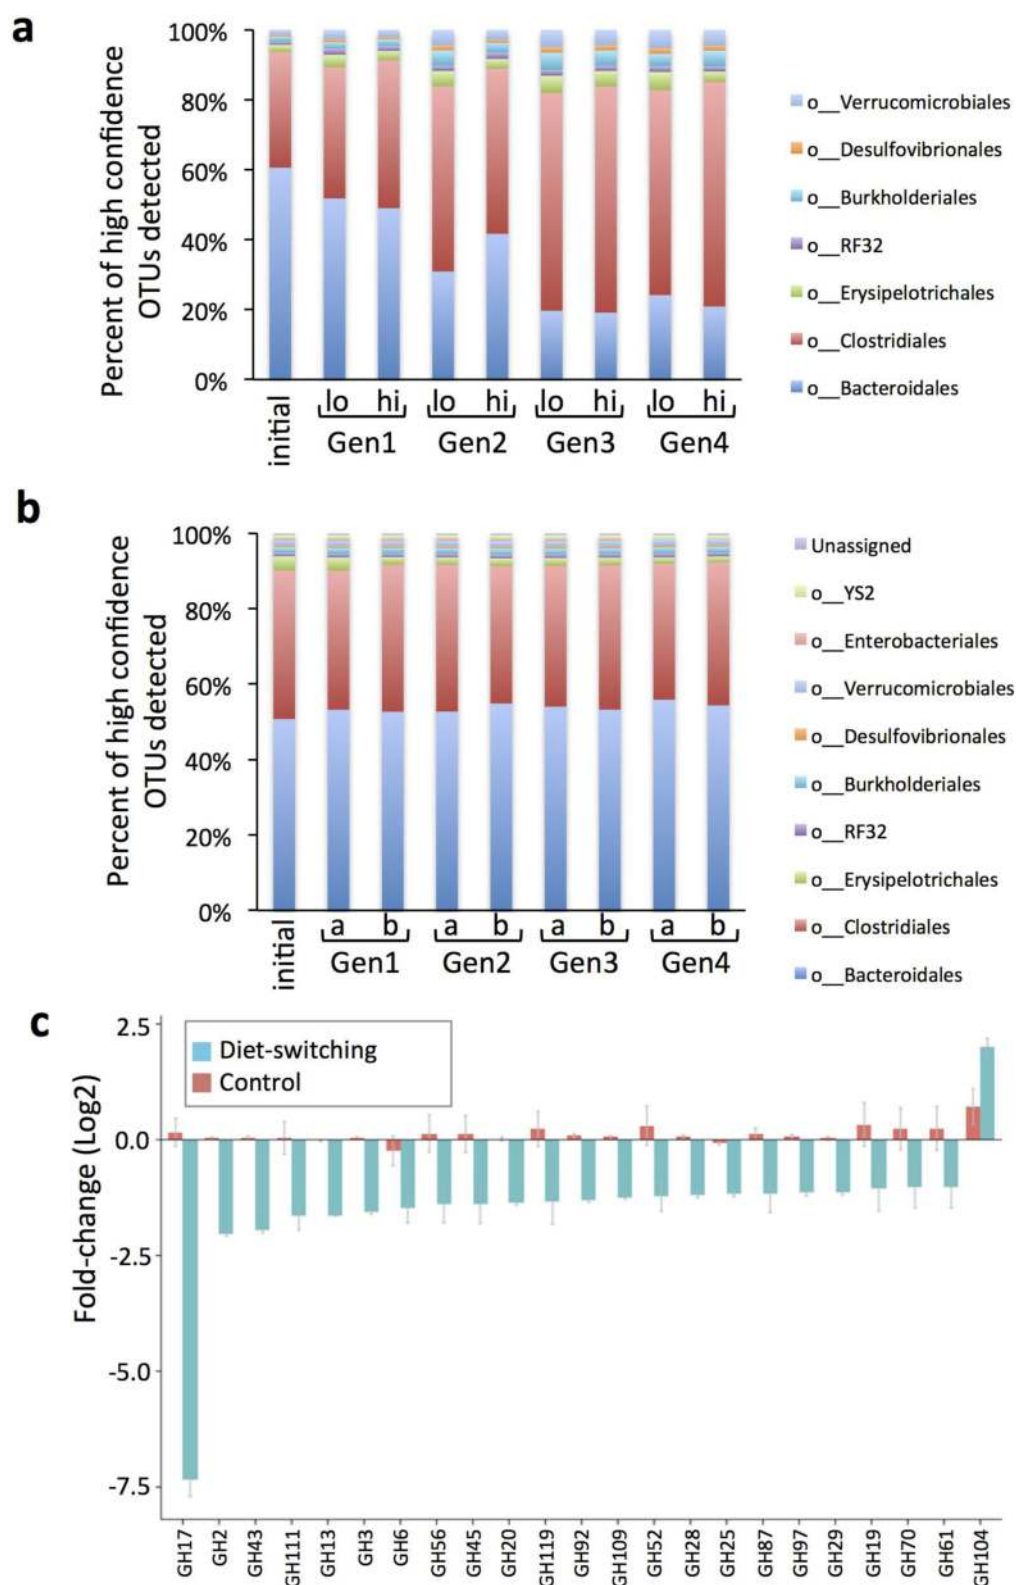 a
Percent of high confidence
OTUs detected
100%
80%
60%
40%
20%
0%
initial
lo hi lo hi lo hi lo hi
Gen1 Gen2 Gen3 Gen4
o__Verrucomicrobiales
o__Desulfovibrionales
o__Burkholderiales
o__RF32
o__Erysipelotrichales
o__Clostridiales
o__Bacteroidales
b
Percent of high confidence
OTUs detected
100%
80%
60%
40%
20%
0%
initial
a b a b a b a b
Gen1 Gen2 Gen3 Gen4
Unassigned
o__YS2
o__Enterobacteriales
o__Verrucomicrobiales
o__Desulfovibrionales
o__Burkholderiales
o__RF32
o__Erysipelotrichales
o__Clostridiales
o__Bacteroidales
c
Fold-change (Log2)
2.5
0.0
-2.5
-5.0
-7.5
Diet-switching
Control
GH17
GH2
GH43
GH111
GH13
GH3
GH6
GH56
GH45
GH20
GH119
GH92
GH109
GH52
GH28
GH25
GH87
GH97
GH29
GH19
GH70
GH61
GH104